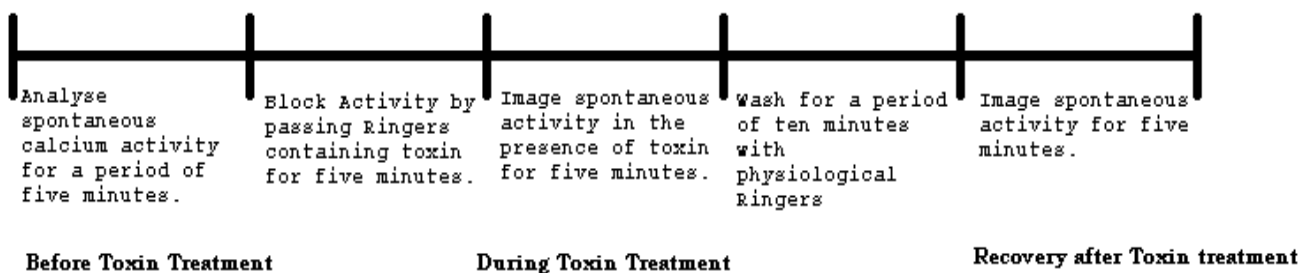 Analyse
spontaneous
calcium activity
for a period of
five minutes.
Block Activity by
passing Ringers
containing toxin
for five minutes.
Image spontaneous
activity in the
presence of toxin
for five minutes.
Wash for a period
of ten minutes
with
physiological
Ringers
Image spontaneous
activity for five
minutes.
Before Toxin Treatment
During Toxin Treatment
Recovery after Toxin treatment